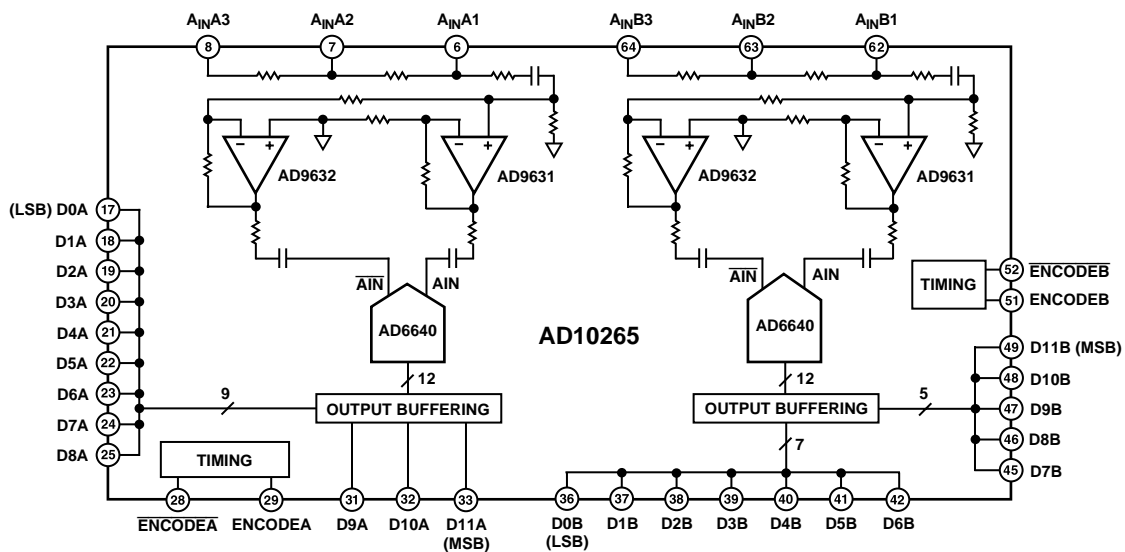 AINA3 AINA2 AINA1 AINB3 AINB2 AINB1
8 7 6 64 63 62
– + – + – + – +
AD9632 AD9631 AD9632 AD9631
(LSB) D0A 17
D1A 18
D2A 19
D3A 20
D4A 21
D5A 22
D6A 23
D7A 24
D8A 25
AIN AIN
AD6640
12
9
OUTPUT BUFFERING
TIMING
AD10265
AIN AIN
AD6640
12
OUTPUT BUFFERING
5
7
TIMING
52 ENCODEB
51 ENCODEB
49 D11B (MSB)
48 D10B
47 D9B
46 D8B
45 D7B
28 29 31 32 33 36 37 38 39 40 41 42
ENCODEA ENCODEA D9A D10A D11A D0B D1B D2B D3B D4B D5B D6B
(MSB) (LSB)